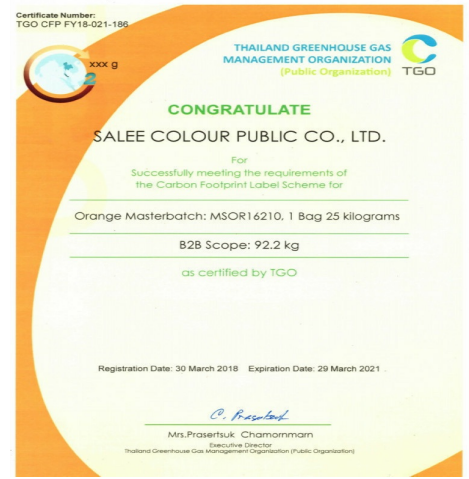 Certificate Number:
TGO CFP FY18-021-186
xxx g
2
THAILAND GREENHOUSE GAS
MANAGEMENT ORGANIZATION
(Public Organization)
TGO
CONGRATULATE
SALEE COLOUR PUBLIC CO., LTD.
For
Successfully meeting the requirements of
the Carbon Footprint Label Scheme for
Orange Masterbatch: MSOR16210, 1 Bag 25 kilograms
B2B Scope: 92.2 kg
as certified by TGO
Registration Date: 30 March 2018 Expiration Date: 29 March 2021
C. Prasertsuk
Mrs.Prasertsuk Chamornmarn
Executive Director
Thailand Greenhouse Gas Management Organization (Public Organization)